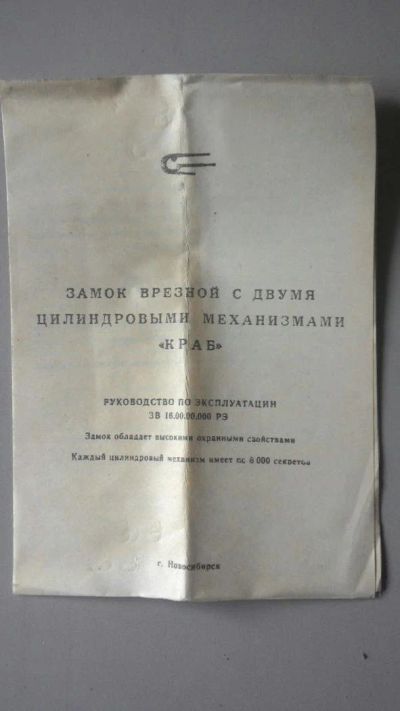 ЗАМОК ВРЕЗНОЙ С ДВУМЯ
ЦИЛИНДРОВЫМИ МЕХАНИЗМАМИ
«КРАБ»
РУКОВОДСТВО ПО ЭКСПЛУАТАЦИИ
ЗВ 16.00.00.000 РЭ
Замок обладает высокими охранными свойствами
Каждый цилиндровый механизм имеет по 8 000 секретов
г. Новосибирск